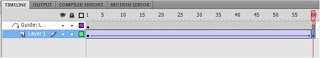 TIMELINE OUTPUT COMPILER ERRORS MOTION EDITOR
1 5 10 15 20 25 30 35 40 45 50 55 60
Guide: L...
Layer 1